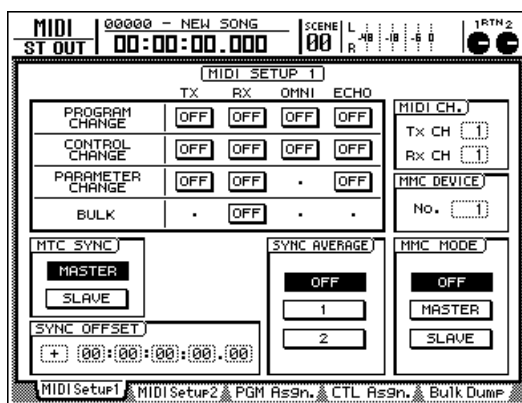 MIDI 00000 - NEW SONG SCENE L -48 -18 -6 0 1RTN2
ST OUT 00:00:00.000 00 R
MIDI SETUP 1
TX RX OMNI ECHO
PROGRAM CHANGE OFF OFF OFF OFF
CONTROL CHANGE OFF OFF OFF OFF
PARAMETER CHANGE OFF OFF . OFF
BULK . OFF . .
MIDI CH.
Tx CH 1
Rx CH 1
MMC DEVICE
No. 1
MTC SYNC
MASTER
SLAVE
SYNC OFFSET
+ 00:00:00:00.00
SYNC AVERAGE
OFF
1
2
MMC MODE
OFF
MASTER
SLAVE
MIDI Setup1 MIDI Setup2 PGM Asgn. CTL Asgn. Bulk Dump